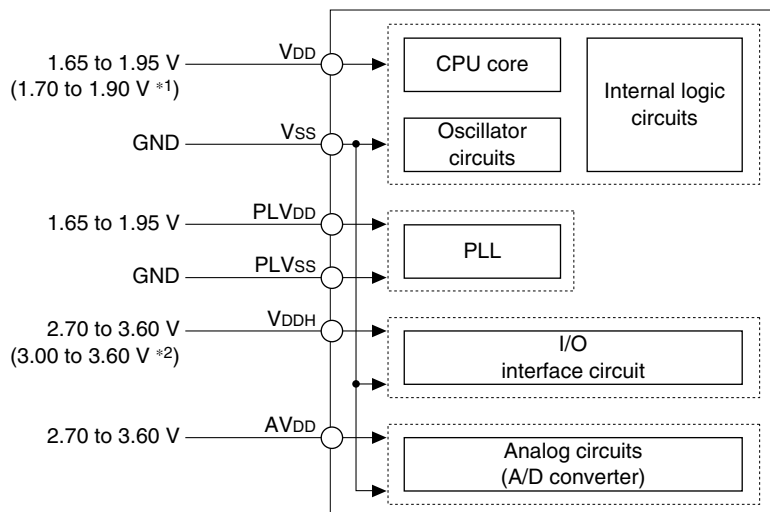 1.65 to 1.95 V
(1.70 to 1.90 V *1)
VDD
CPU core
Internal logic
circuits
GND
VSS
Oscillator
circuits
1.65 to 1.95 V
PLVDD
PLL
GND
PLVSS
2.70 to 3.60 V
(3.00 to 3.60 V *2)
VDDH
I/O
interface circuit
2.70 to 3.60 V
AVDD
Analog circuits
(A/D converter)